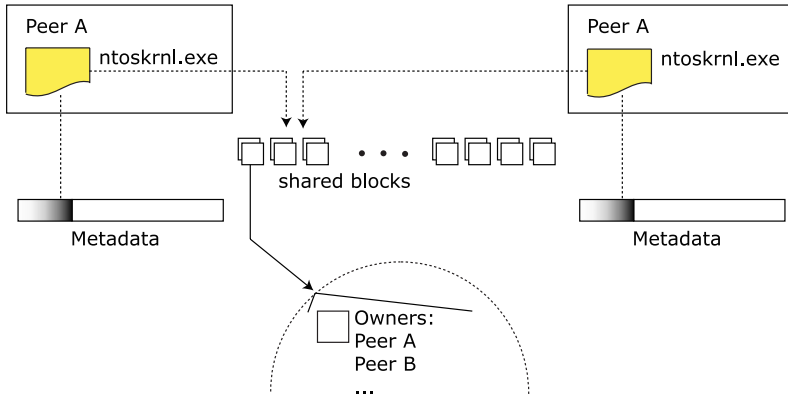 Peer A
ntoskrnl.exe
Peer A
ntoskrnl.exe
shared blocks
Metadata
Metadata
Owners:
Peer A
Peer B
...